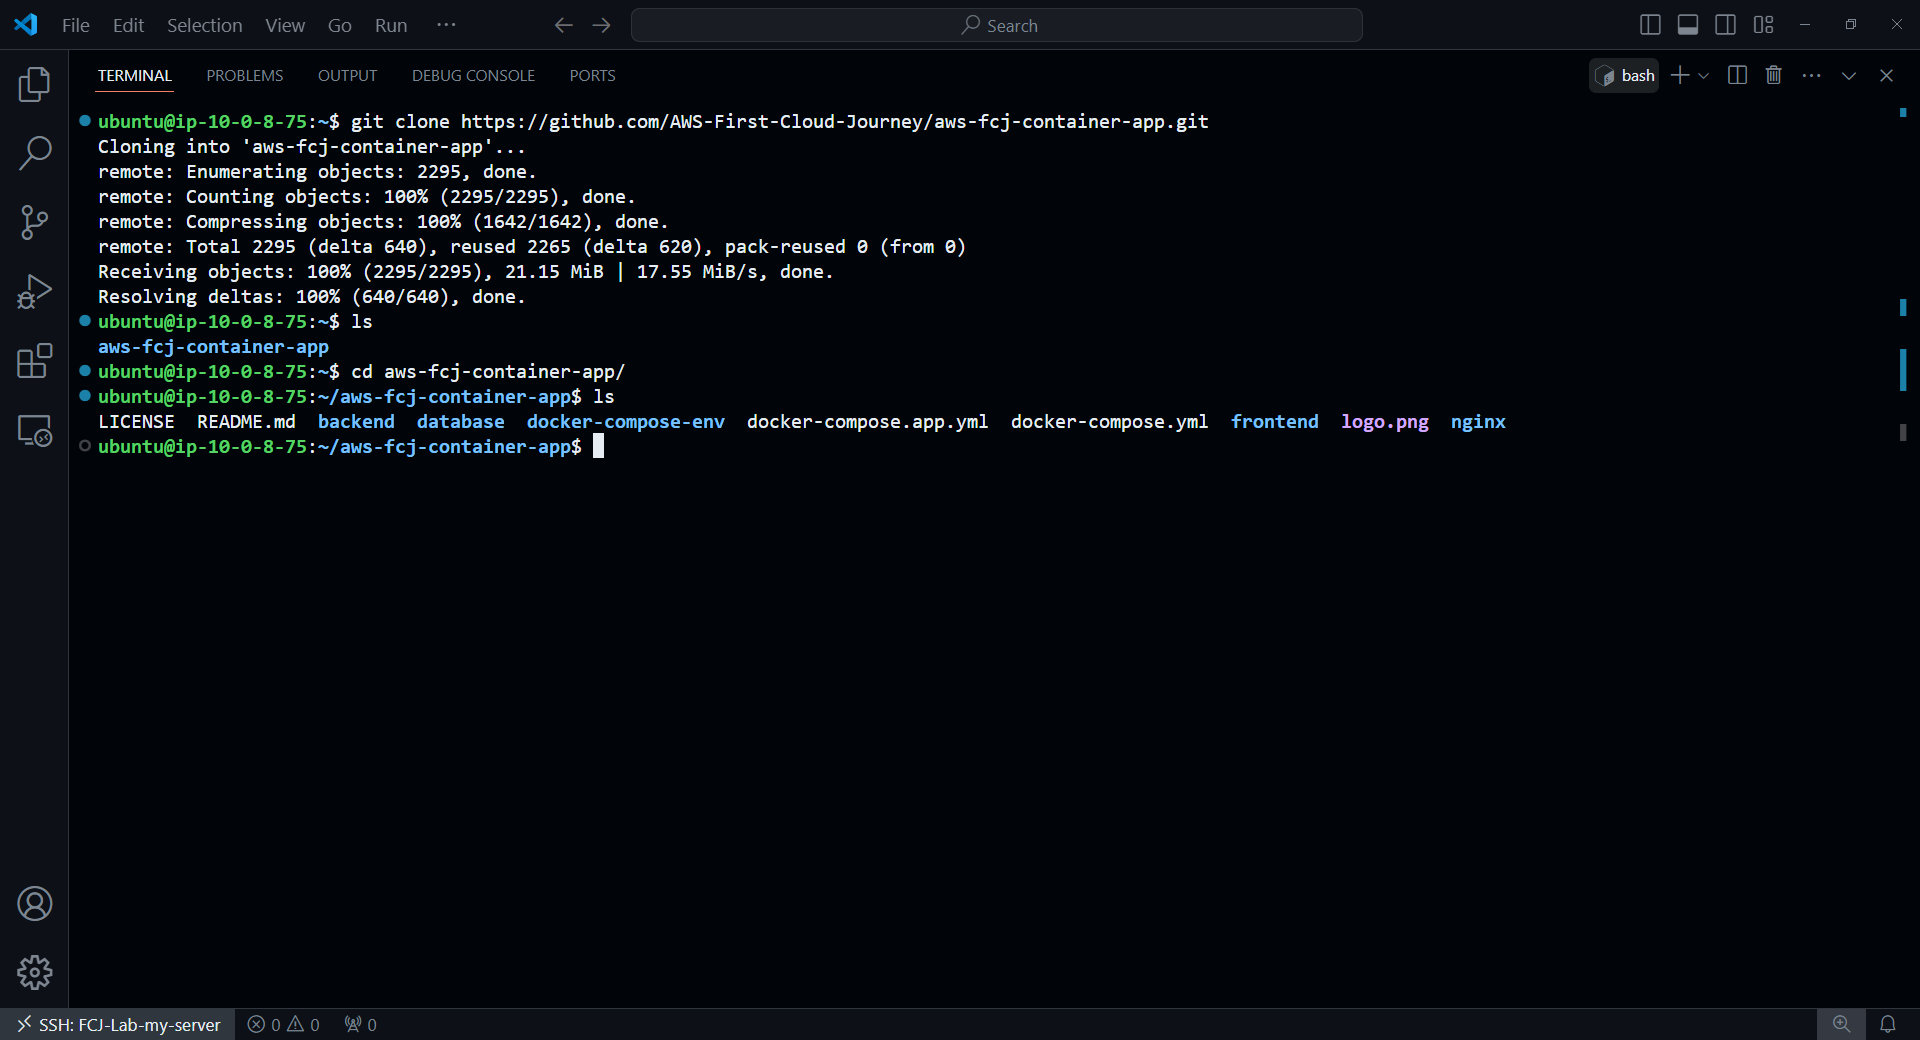 File Edit Selection View Go Run ··· Search
TERMINAL PROBLEMS OUTPUT DEBUG CONSOLE PORTS bash
ubuntu@ip-10-0-8-75:~$ git clone https://github.com/AWS-First-Cloud-Journey/aws-fcj-container-app.git
Cloning into 'aws-fcj-container-app'...
remote: Enumerating objects: 2295, done.
remote: Counting objects: 100% (2295/2295), done.
remote: Compressing objects: 100% (1642/1642), done.
remote: Total 2295 (delta 640), reused 2265 (delta 620), pack-reused 0 (from 0)
Receiving objects: 100% (2295/2295), 21.15 MiB | 17.55 MiB/s, done.
Resolving deltas: 100% (640/640), done.
ubuntu@ip-10-0-8-75:~$ ls
aws-fcj-container-app
ubuntu@ip-10-0-8-75:~$ cd aws-fcj-container-app/
ubuntu@ip-10-0-8-75:~/aws-fcj-container-app$ ls
LICENSE README.md backend database docker-compose-env docker-compose.app.yml docker-compose.yml frontend logo.png nginx
ubuntu@ip-10-0-8-75:~/aws-fcj-container-app$
SSH: FCJ-Lab-my-server 0 0 0